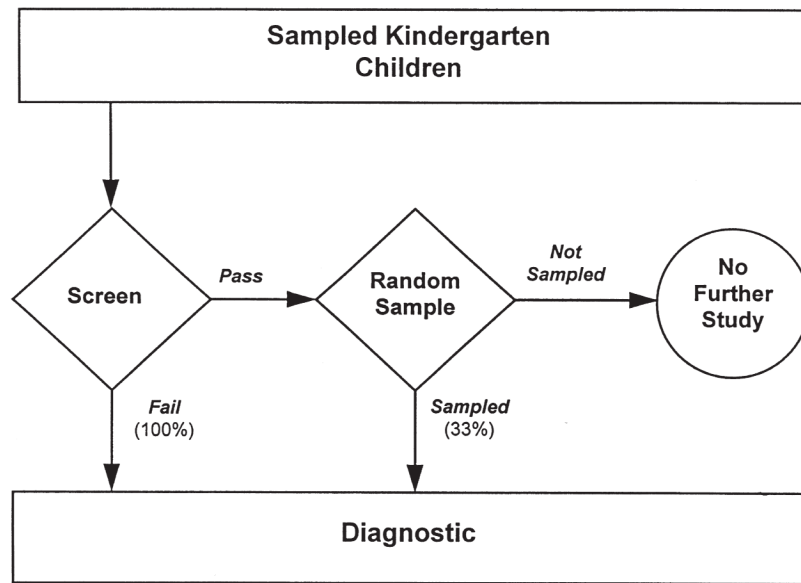 Sampled Kindergarten
Children
Screen
Pass
Random
Sample
Not
Sampled
No
Further
Study
Fail
(100%)
Sampled
(33%)
Diagnostic